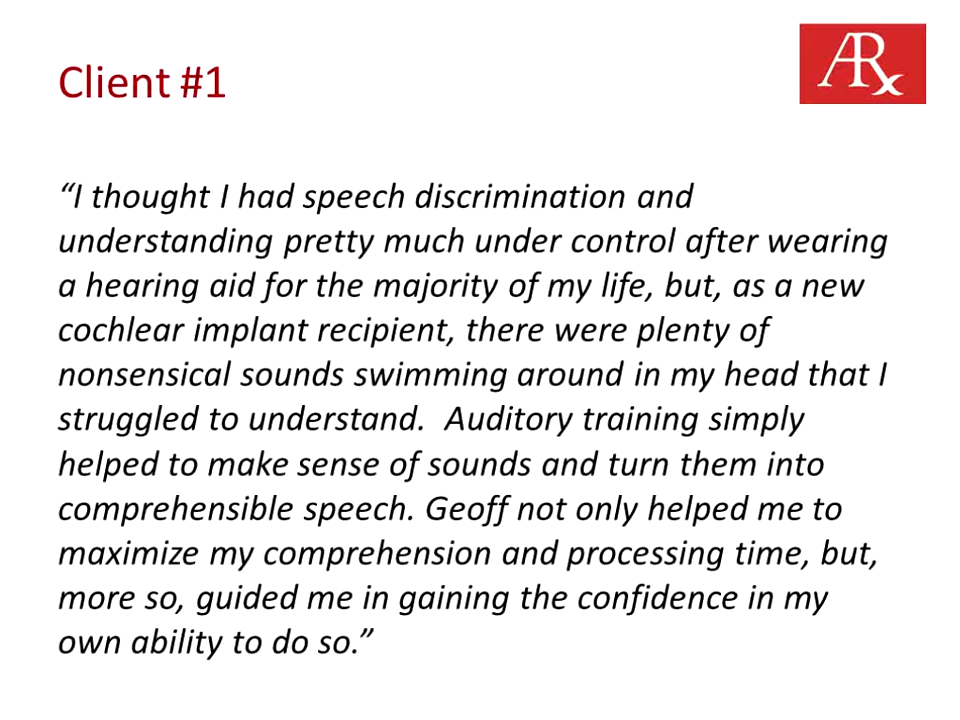 Client #1
ARx
“I thought I had speech discrimination and
understanding pretty much under control after wearing
a hearing aid for the majority of my life, but, as a new
cochlear implant recipient, there were plenty of
nonsensical sounds swimming around in my head that I
struggled to understand.  Auditory training simply
helped to make sense of sounds and turn them into
comprehensible speech. Geoff not only helped me to
maximize my comprehension and processing time, but,
more so, guided me in gaining the confidence in my
own ability to do so.”